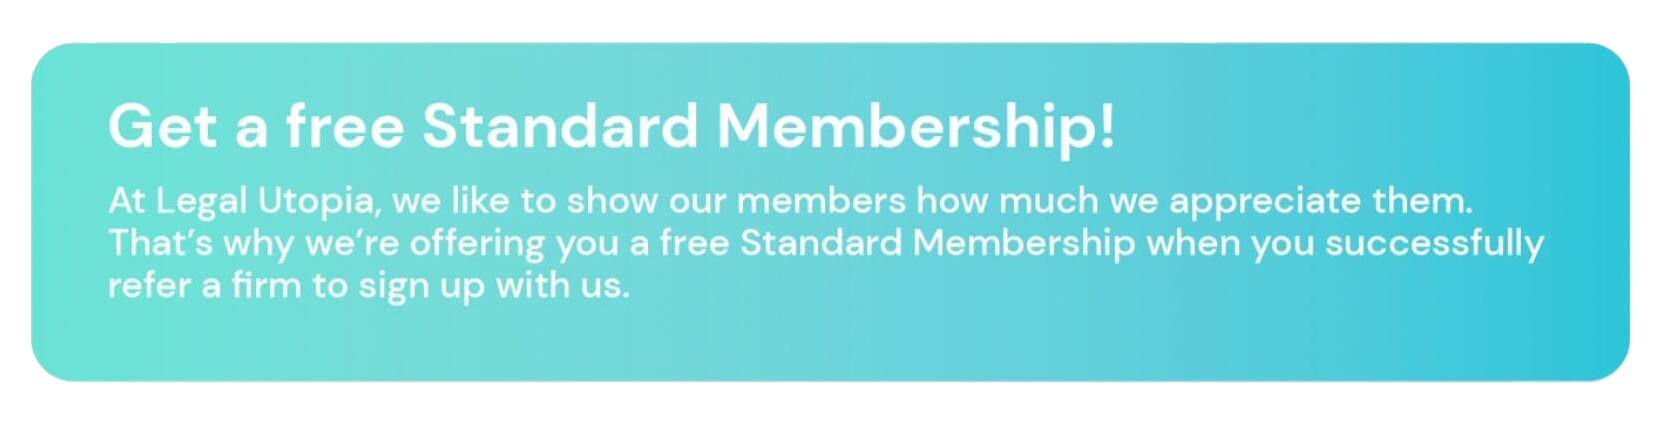 Get a free Standard Membership!
At Legal Utopia, we like to show our members how much we appreciate them.
That’s why we’re offering you a free Standard Membership when you successfully
refer a firm to sign up with us.